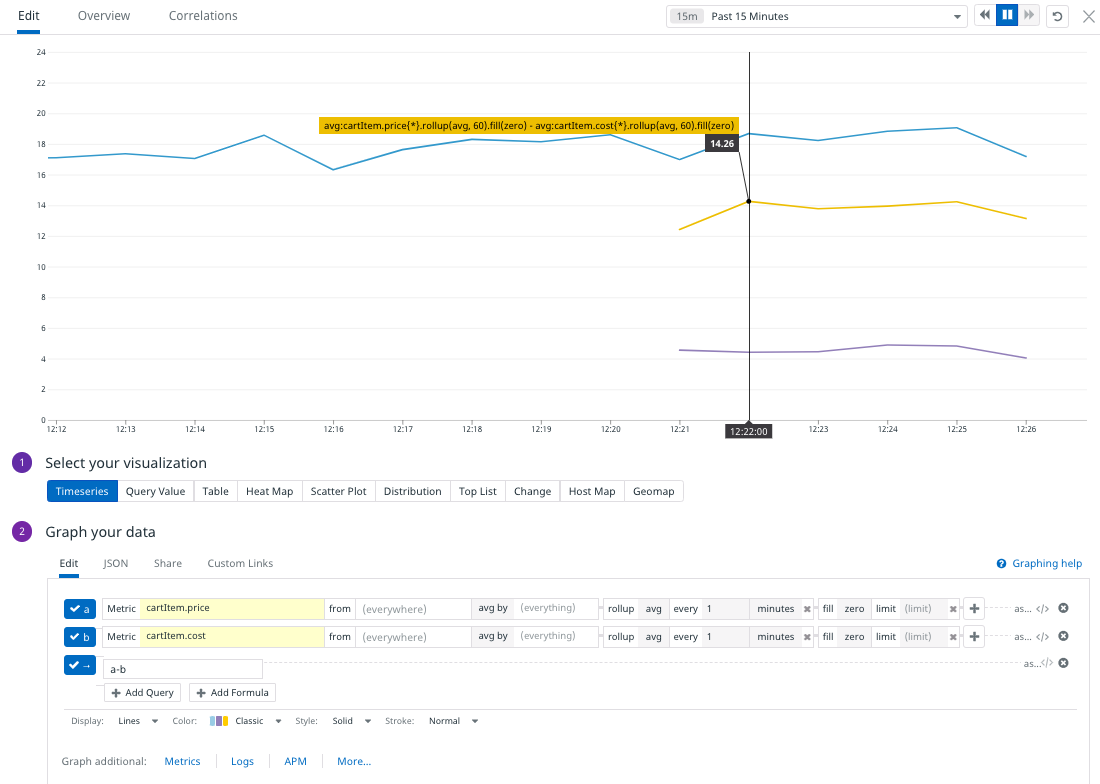 Edit Overview Correlations 15m Past 15 Minutes
24
22
20
avg:cartItem.price{*}.rollup(avg, 60).fill(zero) - avg:cartItem.cost{*}.rollup(avg, 60).fill(zero)
18
14.26
16
14
12
10
8
6
4
2
0
12:12 12:13 12:14 12:15 12:16 12:17 12:18 12:19 12:20 12:21 12:22:00 12:23 12:24 12:25 12:26
1 Select your visualization
Timeseries Query Value Table Heat Map Scatter Plot Distribution Top List Change Host Map Geomap
2 Graph your data
Edit JSON Share Custom Links Graphing help
a Metric cartItem.price from (everywhere) avg by (everything) rollup avg every 1 minutes fill zero limit (limit) as...
b Metric cartItem.cost from (everywhere) avg by (everything) rollup avg every 1 minutes fill zero limit (limit) as...
→ a-b as...
Add Query Add Formula
Display: Lines Color: Classic Style: Solid Stroke: Normal
Graph additional: Metrics Logs APM More...